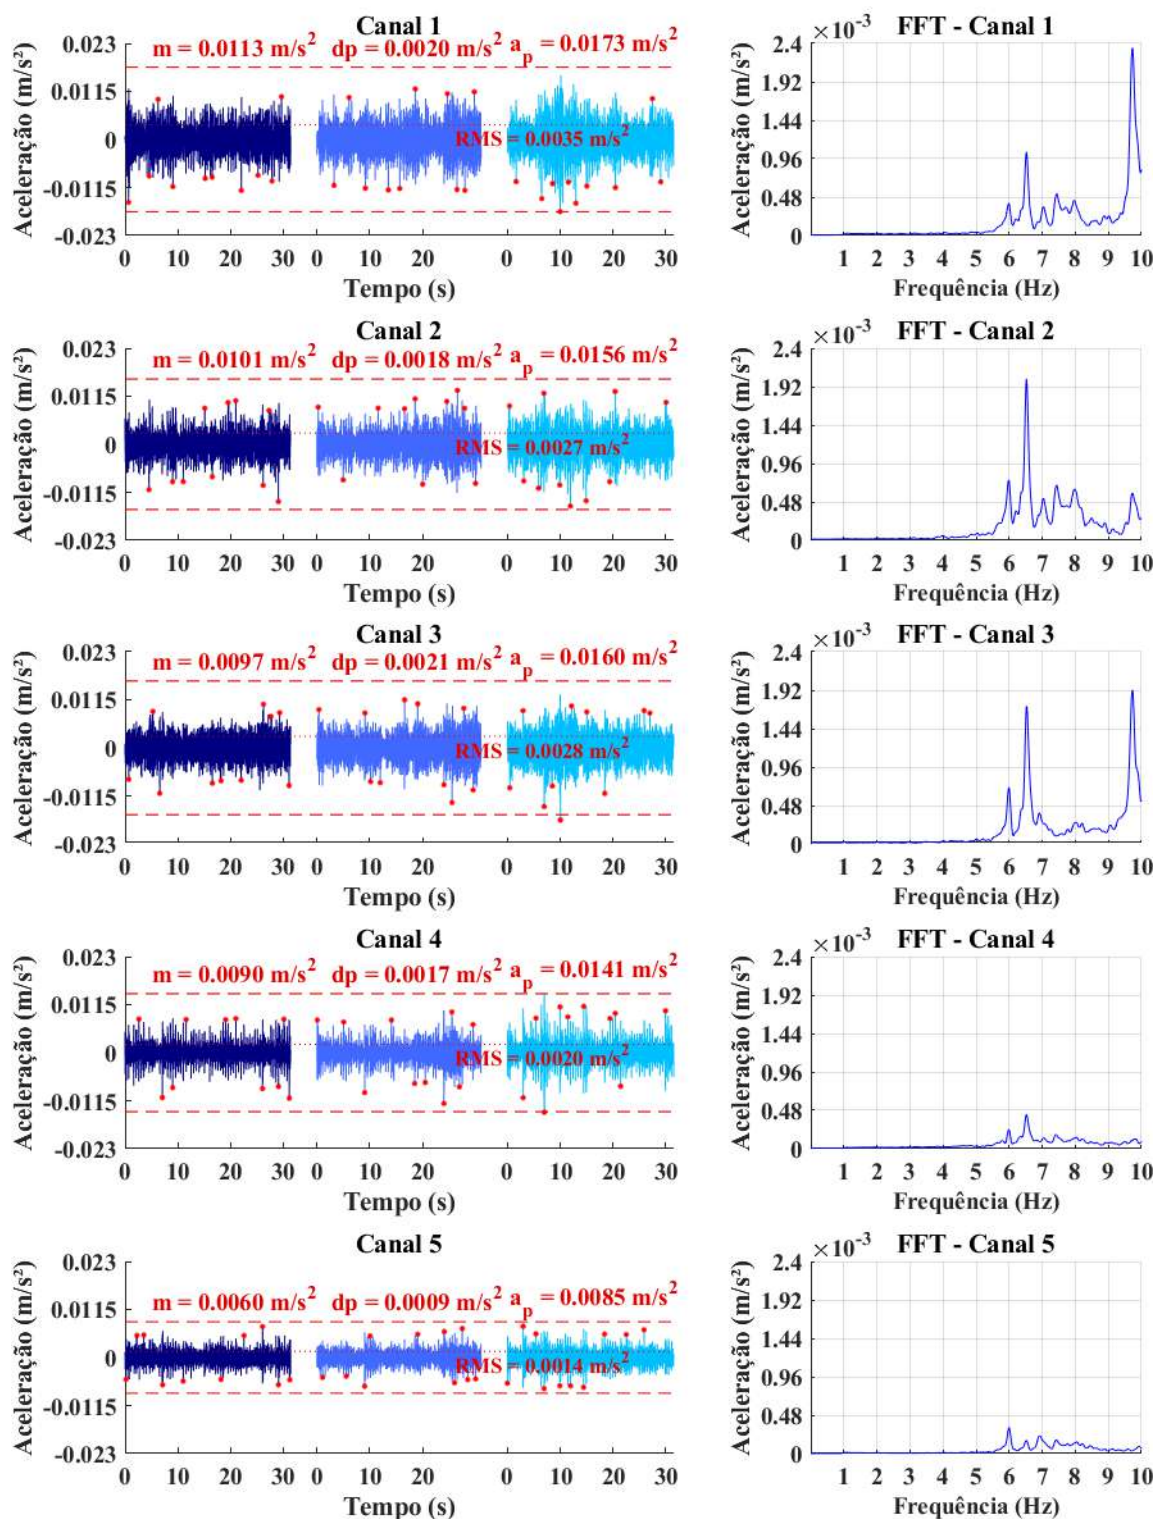 Canal 1
m = 0.0113 m/s² dp = 0.0020 m/s² a_p = 0.0173 m/s²
RMS = 0.0035 m/s²
Aceleração (m/s²)
0.023
0.0115
0
-0.0115
-0.023
0 10 20 30 0 10 20 0 10 20 30
Tempo (s)
×10⁻³ FFT - Canal 1
Aceleração (m/s²)
2.4
1.92
1.44
0.96
0.48
0
1 2 3 4 5 6 7 8 9 10
Frequência (Hz)
Canal 2
m = 0.0101 m/s² dp = 0.0018 m/s² a_p = 0.0156 m/s²
RMS = 0.0027 m/s²
Aceleração (m/s²)
0.023
0.0115
0
-0.0115
-0.023
0 10 20 30 0 10 20 0 10 20 30
Tempo (s)
×10⁻³ FFT - Canal 2
Aceleração (m/s²)
2.4
1.92
1.44
0.96
0.48
0
1 2 3 4 5 6 7 8 9 10
Frequência (Hz)
Canal 3
m = 0.0097 m/s² dp = 0.0021 m/s² a_p = 0.0160 m/s²
RMS = 0.0028 m/s²
Aceleração (m/s²)
0.023
0.0115
0
-0.0115
-0.023
0 10 20 30 0 10 20 0 10 20 30
Tempo (s)
×10⁻³ FFT - Canal 3
Aceleração (m/s²)
2.4
1.92
1.44
0.96
0.48
0
1 2 3 4 5 6 7 8 9 10
Frequência (Hz)
Canal 4
m = 0.0090 m/s² dp = 0.0017 m/s² a_p = 0.0141 m/s²
RMS = 0.0020 m/s²
Aceleração (m/s²)
0.023
0.0115
0
-0.0115
-0.023
0 10 20 30 0 10 20 0 10 20 30
Tempo (s)
×10⁻³ FFT - Canal 4
Aceleração (m/s²)
2.4
1.92
1.44
0.96
0.48
0
1 2 3 4 5 6 7 8 9 10
Frequência (Hz)
Canal 5
m = 0.0060 m/s² dp = 0.0009 m/s² a_p = 0.0085 m/s²
RMS = 0.0014 m/s²
Aceleração (m/s²)
0.023
0.0115
0
-0.0115
-0.023
0 10 20 30 0 10 20 0 10 20 30
Tempo (s)
×10⁻³ FFT - Canal 5
Aceleração (m/s²)
2.4
1.92
1.44
0.96
0.48
0
1 2 3 4 5 6 7 8 9 10
Frequência (Hz)